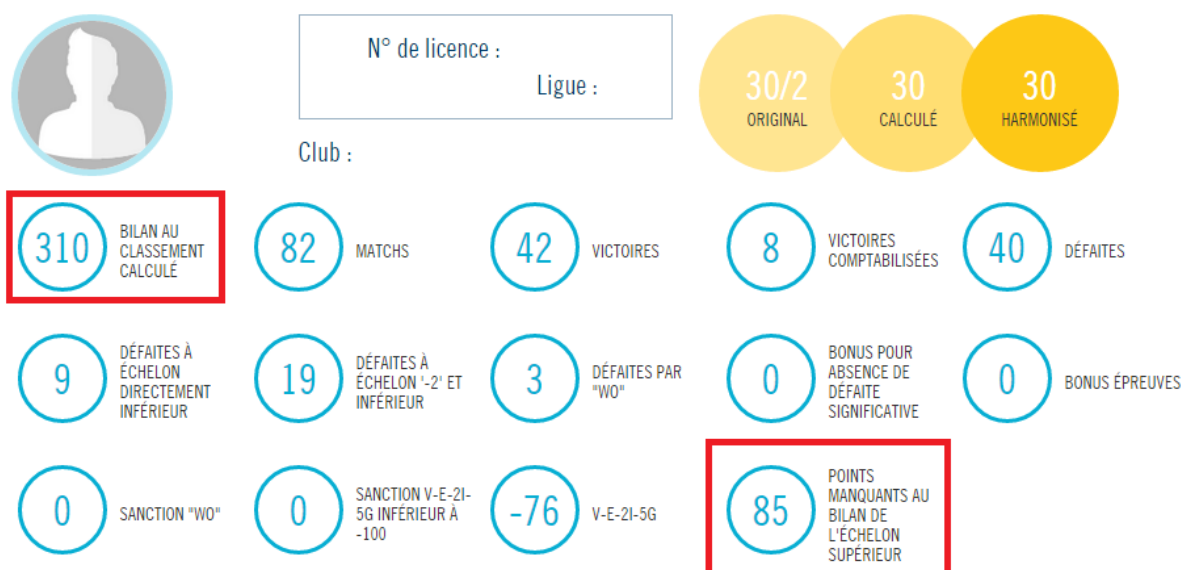 N° de licence :
Ligue :
Club :
30/2
ORIGINAL
30
CALCULÉ
30
HARMONISÉ
310
BILAN AU
CLASSEMENT
CALCULÉ
82
MATCHS
42
VICTOIRES
8
VICTOIRES
COMPTABILISÉES
40
DÉFAITES
9
DÉFAITES À
ÉCHELON
DIRECTEMENT
INFÉRIEUR
19
DÉFAITES À
ÉCHELON '-2' ET
INFÉRIEUR
3
DÉFAITES PAR
"WO"
0
BONUS POUR
ABSENCE DE
DÉFAITE
SIGNIFICATIVE
0
BONUS ÉPREUVES
0
SANCTION "WO"
0
SANCTION V-E-2I-
5G INFÉRIEUR À
-100
-76
V-E-2I-5G
85
POINTS
MANQUANTS AU
BILAN DE
L'ÉCHELON
SUPÉRIEUR